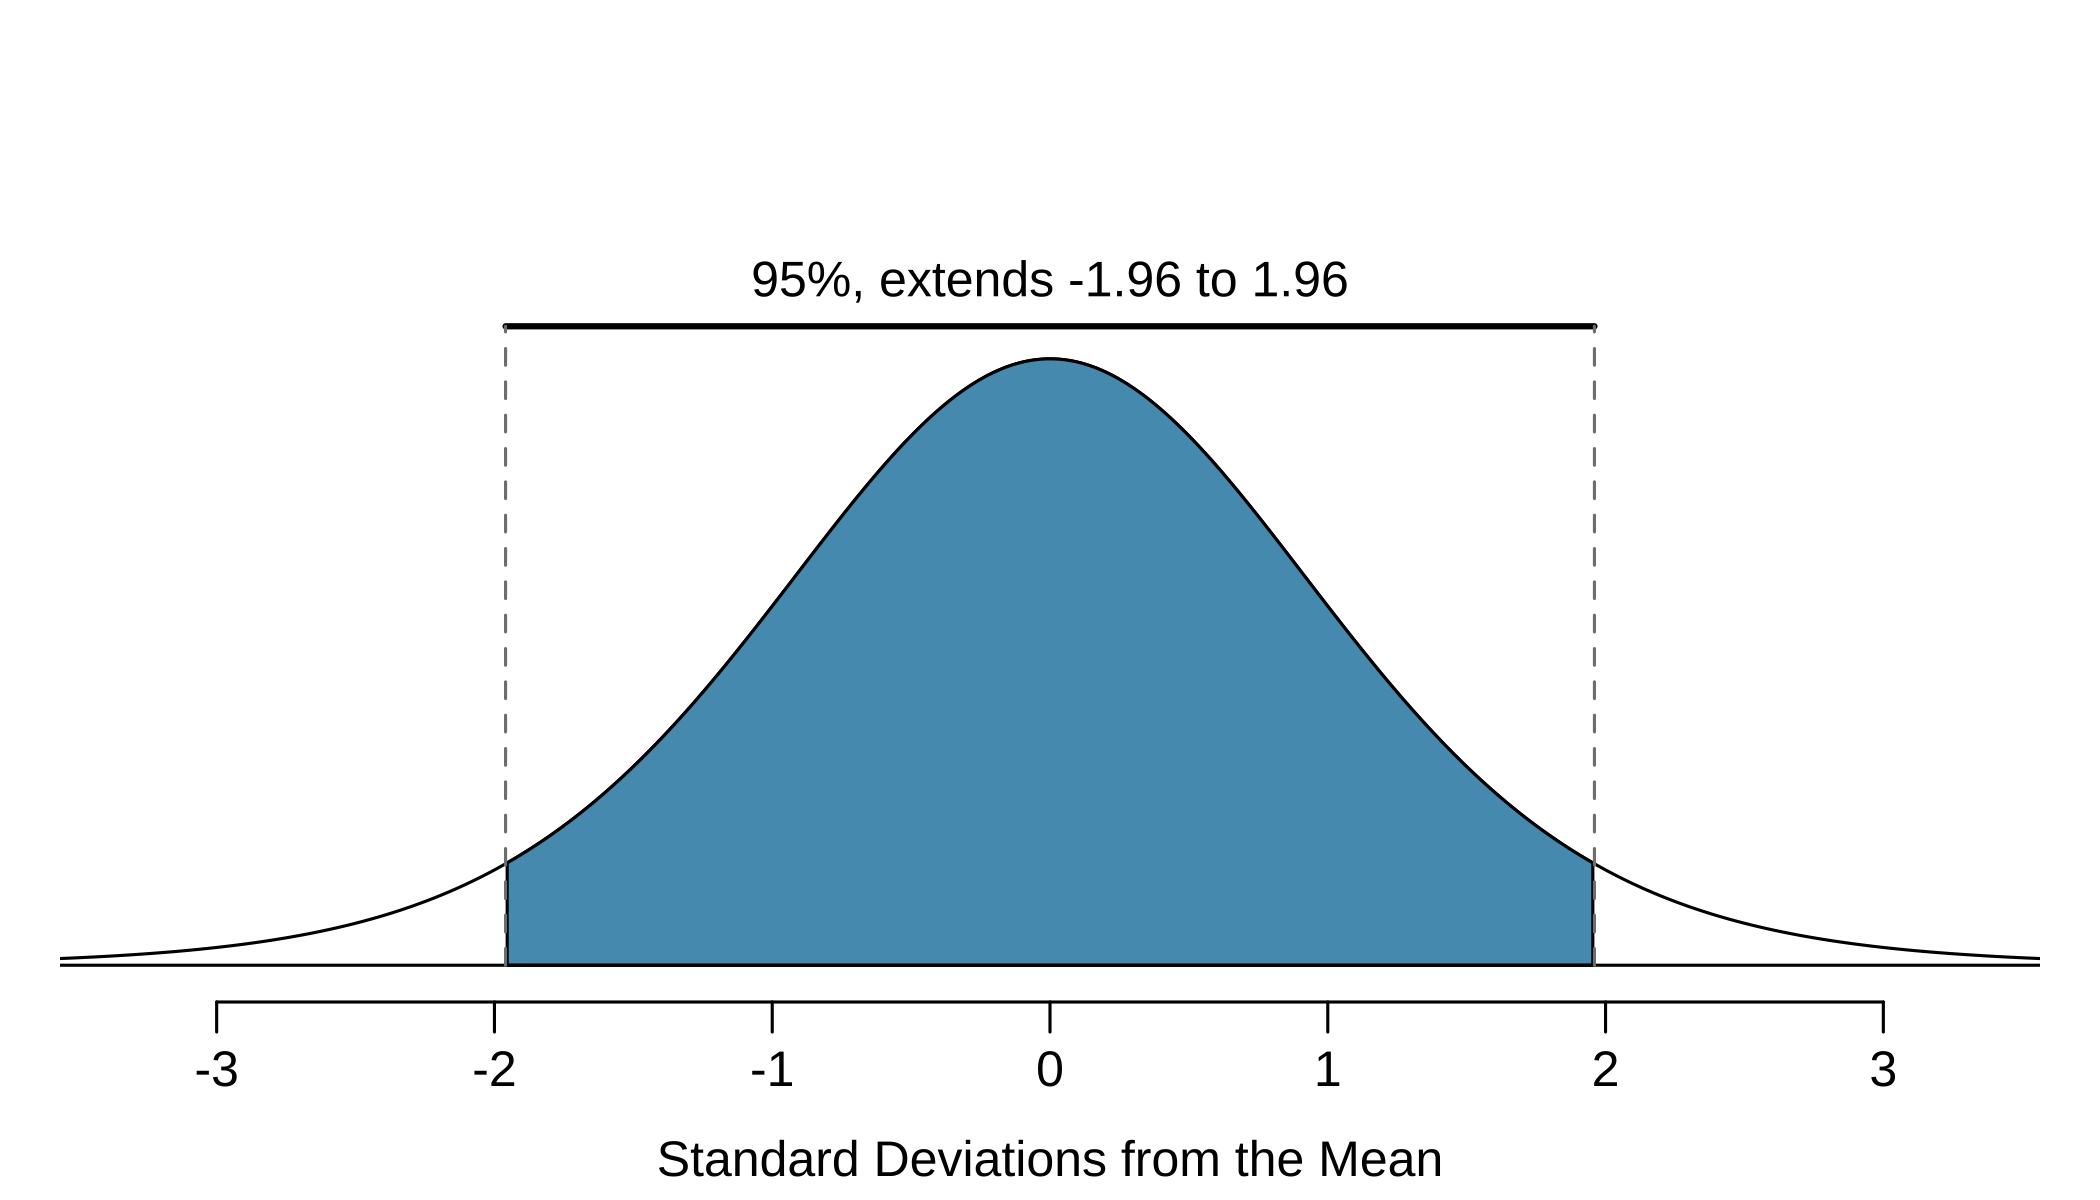 95%, extends -1.96 to 1.96
-3 -2 -1 0 1 2 3
Standard Deviations from the Mean